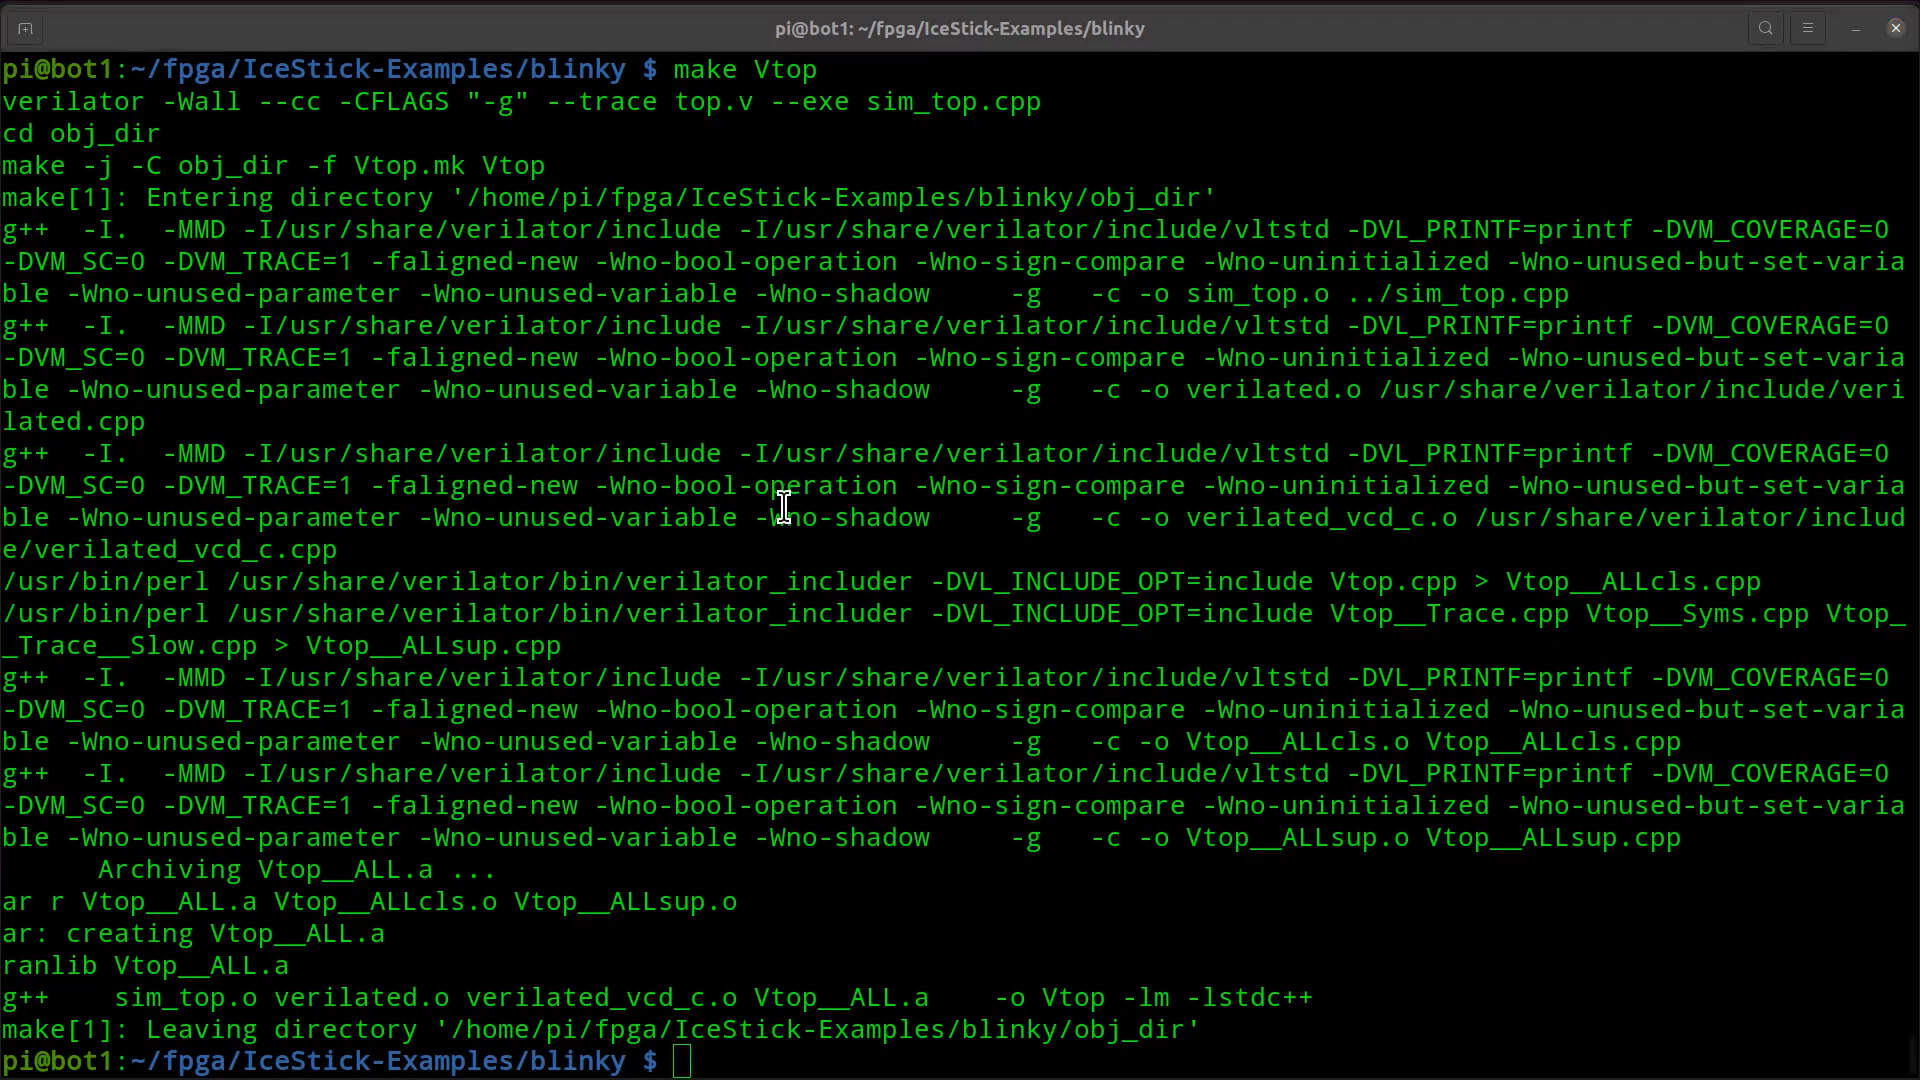 pi@bot1: ~/fpga/IceStick-Examples/blinky
pi@bot1:~/fpga/IceStick-Examples/blinky $ make Vtop
verilator -Wall --cc -CFLAGS "-g" --trace top.v --exe sim_top.cpp
cd obj_dir
make -j -C obj_dir -f Vtop.mk Vtop
make[1]: Entering directory '/home/pi/fpga/IceStick-Examples/blinky/obj_dir'
g++  -I.  -MMD -I/usr/share/verilator/include -I/usr/share/verilator/include/vltstd -DVL_PRINTF=printf -DVM_COVERAGE=0
-DVM_SC=0 -DVM_TRACE=1 -faligned-new -Wno-bool-operation -Wno-sign-compare -Wno-uninitialized -Wno-unused-but-set-varia
ble -Wno-unused-parameter -Wno-unused-variable -Wno-shadow     -g   -c -o sim_top.o ../sim_top.cpp
g++  -I.  -MMD -I/usr/share/verilator/include -I/usr/share/verilator/include/vltstd -DVL_PRINTF=printf -DVM_COVERAGE=0
-DVM_SC=0 -DVM_TRACE=1 -faligned-new -Wno-bool-operation -Wno-sign-compare -Wno-uninitialized -Wno-unused-but-set-varia
ble -Wno-unused-parameter -Wno-unused-variable -Wno-shadow     -g   -c -o verilated.o /usr/share/verilator/include/veri
lated.cpp
g++  -I.  -MMD -I/usr/share/verilator/include -I/usr/share/verilator/include/vltstd -DVL_PRINTF=printf -DVM_COVERAGE=0
-DVM_SC=0 -DVM_TRACE=1 -faligned-new -Wno-bool-operation -Wno-sign-compare -Wno-uninitialized -Wno-unused-but-set-varia
ble -Wno-unused-parameter -Wno-unused-variable -Wno-shadow     -g   -c -o verilated_vcd_c.o /usr/share/verilator/includ
e/verilated_vcd_c.cpp
/usr/bin/perl /usr/share/verilator/bin/verilator_includer -DVL_INCLUDE_OPT=include Vtop.cpp > Vtop__ALLcls.cpp
/usr/bin/perl /usr/share/verilator/bin/verilator_includer -DVL_INCLUDE_OPT=include Vtop__Trace.cpp Vtop__Syms.cpp Vtop_
_Trace__Slow.cpp > Vtop__ALLsup.cpp
g++  -I.  -MMD -I/usr/share/verilator/include -I/usr/share/verilator/include/vltstd -DVL_PRINTF=printf -DVM_COVERAGE=0
-DVM_SC=0 -DVM_TRACE=1 -faligned-new -Wno-bool-operation -Wno-sign-compare -Wno-uninitialized -Wno-unused-but-set-varia
ble -Wno-unused-parameter -Wno-unused-variable -Wno-shadow     -g   -c -o Vtop__ALLcls.o Vtop__ALLcls.cpp
g++  -I.  -MMD -I/usr/share/verilator/include -I/usr/share/verilator/include/vltstd -DVL_PRINTF=printf -DVM_COVERAGE=0
-DVM_SC=0 -DVM_TRACE=1 -faligned-new -Wno-bool-operation -Wno-sign-compare -Wno-uninitialized -Wno-unused-but-set-varia
ble -Wno-unused-parameter -Wno-unused-variable -Wno-shadow     -g   -c -o Vtop__ALLsup.o Vtop__ALLsup.cpp
      Archiving Vtop__ALL.a ...
ar r Vtop__ALL.a Vtop__ALLcls.o Vtop__ALLsup.o
ar: creating Vtop__ALL.a
ranlib Vtop__ALL.a
g++    sim_top.o verilated.o verilated_vcd_c.o Vtop__ALL.a    -o Vtop -lm -lstdc++
make[1]: Leaving directory '/home/pi/fpga/IceStick-Examples/blinky/obj_dir'
pi@bot1:~/fpga/IceStick-Examples/blinky $